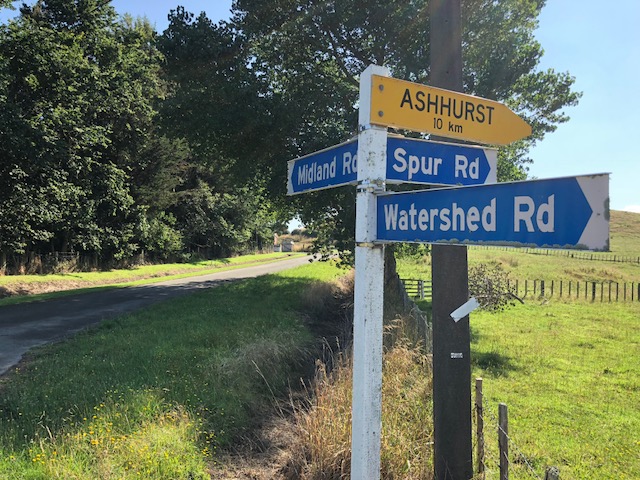 ASHHURST
10 km
Midland Rd
Spur Rd
Watershed Rd